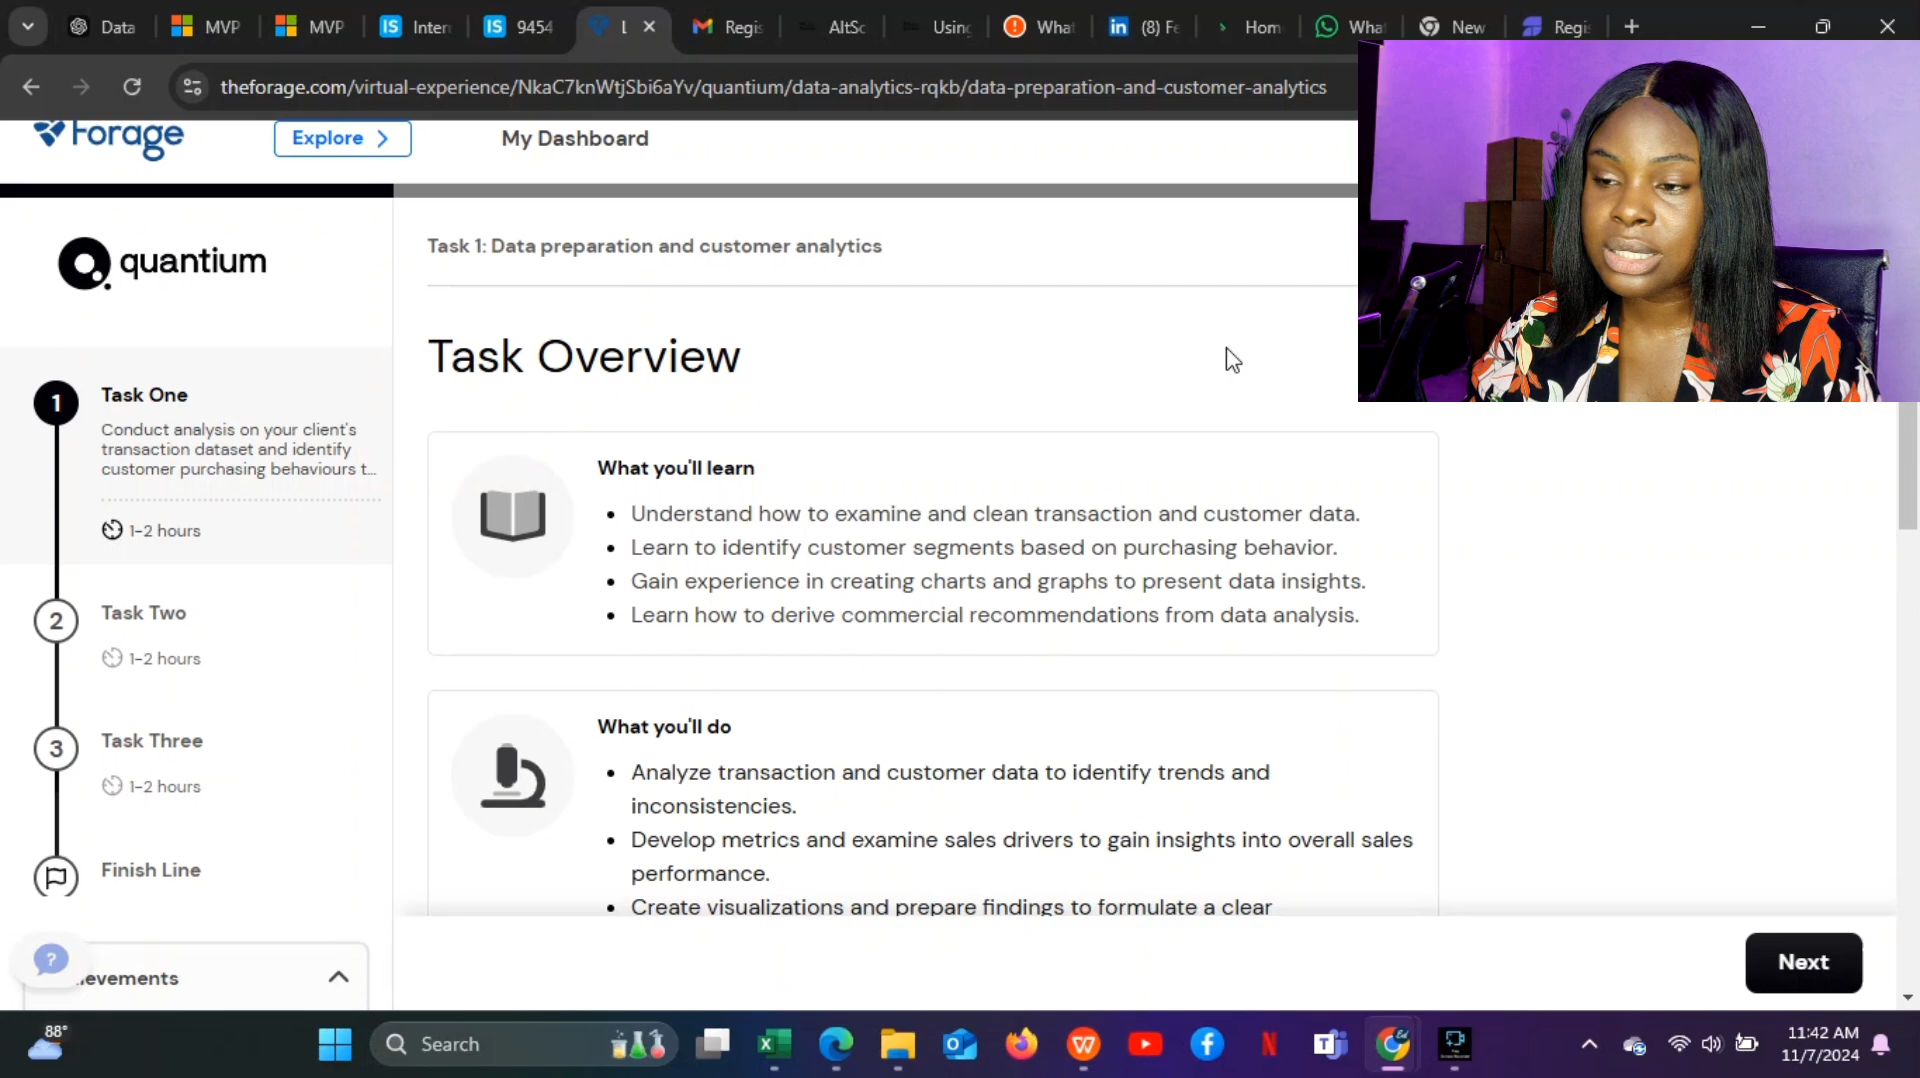 Data
MVP
MVP
Inter
9454
L
Regis
AltSc
Using
What
(8) Fe
Hom
What
New
Regis
theforage.com/virtual-experience/NkaC7knWtjSbi6aYv/quantium/data-analytics-rqkb/data-preparation-and-customer-analytics
Forage
Explore
My Dashboard
quantium
Task 1: Data preparation and customer analytics
Task Overview
1
Task One
Conduct analysis on your client's
transaction dataset and identify
customer purchasing behaviours t...
1-2 hours
2
Task Two
1-2 hours
3
Task Three
1-2 hours
Finish Line
?
ievements
What you'll learn
• Understand how to examine and clean transaction and customer data.
• Learn to identify customer segments based on purchasing behavior.
• Gain experience in creating charts and graphs to present data insights.
• Learn how to derive commercial recommendations from data analysis.
What you'll do
• Analyze transaction and customer data to identify trends and
inconsistencies.
• Develop metrics and examine sales drivers to gain insights into overall sales
performance.
• Create visualizations and prepare findings to formulate a clear
Next
88°
Search
11:42 AM
11/7/2024